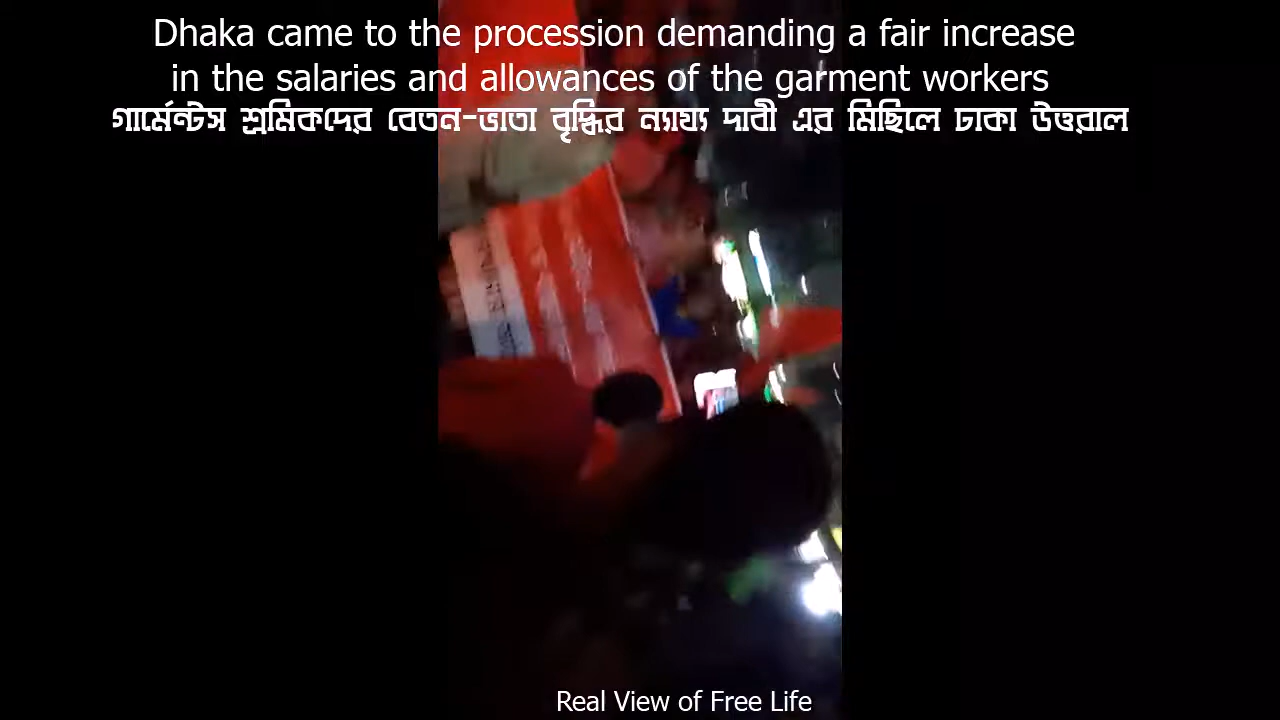 Dhaka came to the procession demanding a fair increase
in the salaries and allowances of the garment workers
গার্মেন্টস শ্রমিকদের বেতন-ভাতা বৃদ্ধির ন্যায্য দাবী এর মিছিলে ঢাকা উত্তরাল
Real View of Free Life